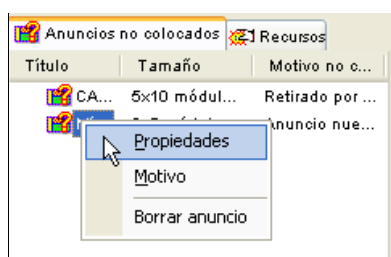 Anuncios no colocados Recursos
Título Tamaño Motivo no c...
CA... 5x10 módul... Retirado por ...
Anuncio nue...
Propiedades
Motivo
Borrar anuncio